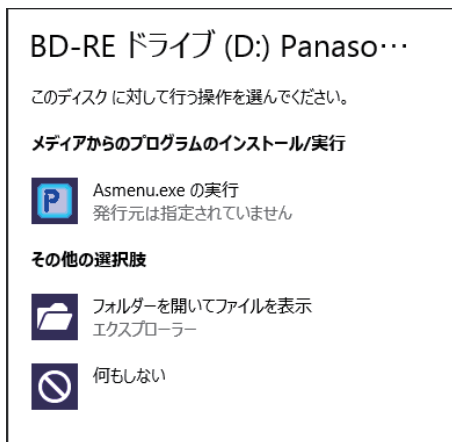 BD-RE ドライブ (D:) Panaso…
このディスク に対して行う操作を選んでください。
メディアからのプログラムのインストール/実行
P
Asmenu.exe の実行
発行元は指定されていません
その他の選択肢
フォルダーを開いてファイルを表示
エクスプローラー
何もしない